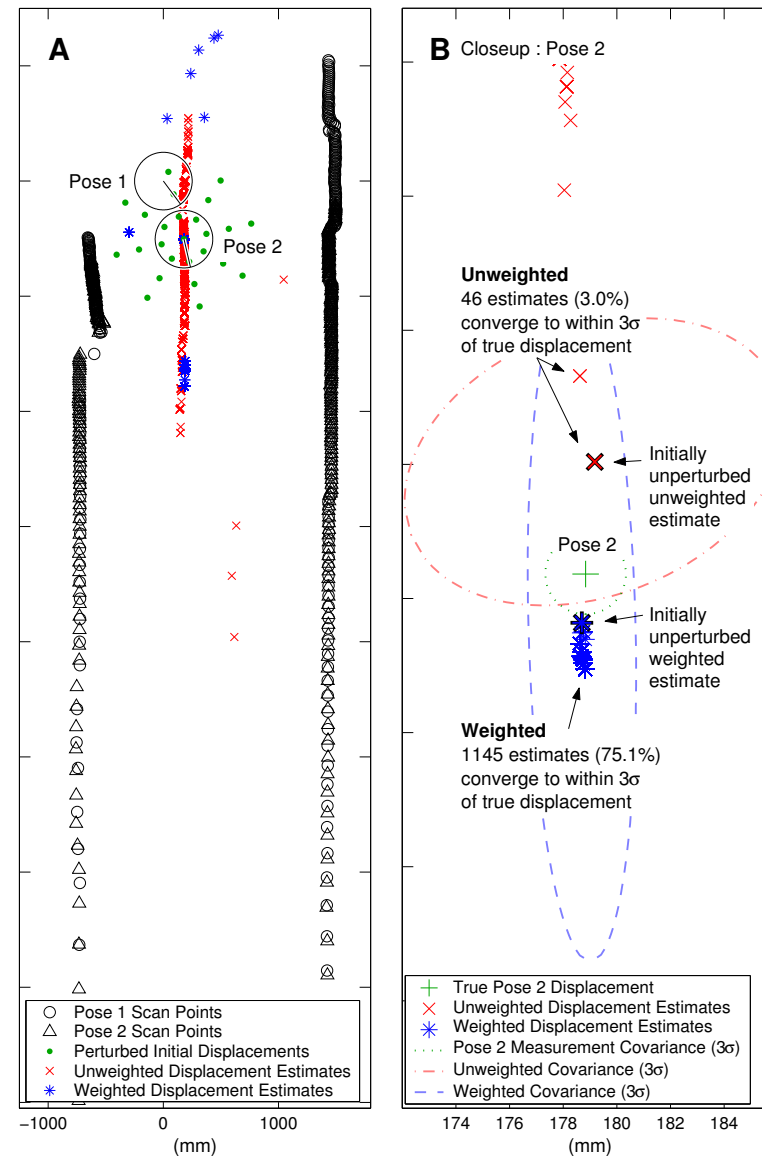 A
Pose 1
Pose 2
Pose 1 Scan Points
Pose 2 Scan Points
Perturbed Initial Displacements
Unweighted Displacement Estimates
Weighted Displacement Estimates
−1000 0 1000
(mm)
B Closeup : Pose 2
Unweighted
46 estimates (3.0%)
converge to within 3σ
of true displacement
Initially
unperturbed
unweighted
estimate
Pose 2
Initially
unperturbed
weighted
estimate
Weighted
1145 estimates (75.1%)
converge to within 3σ
of true displacement
True Pose 2 Displacement
Unweighted Displacement Estimates
Weighted Displacement Estimates
Pose 2 Measurement Covariance (3σ)
Unweighted Covariance (3σ)
Weighted Covariance (3σ)
174 176 178 180 182 184
(mm)